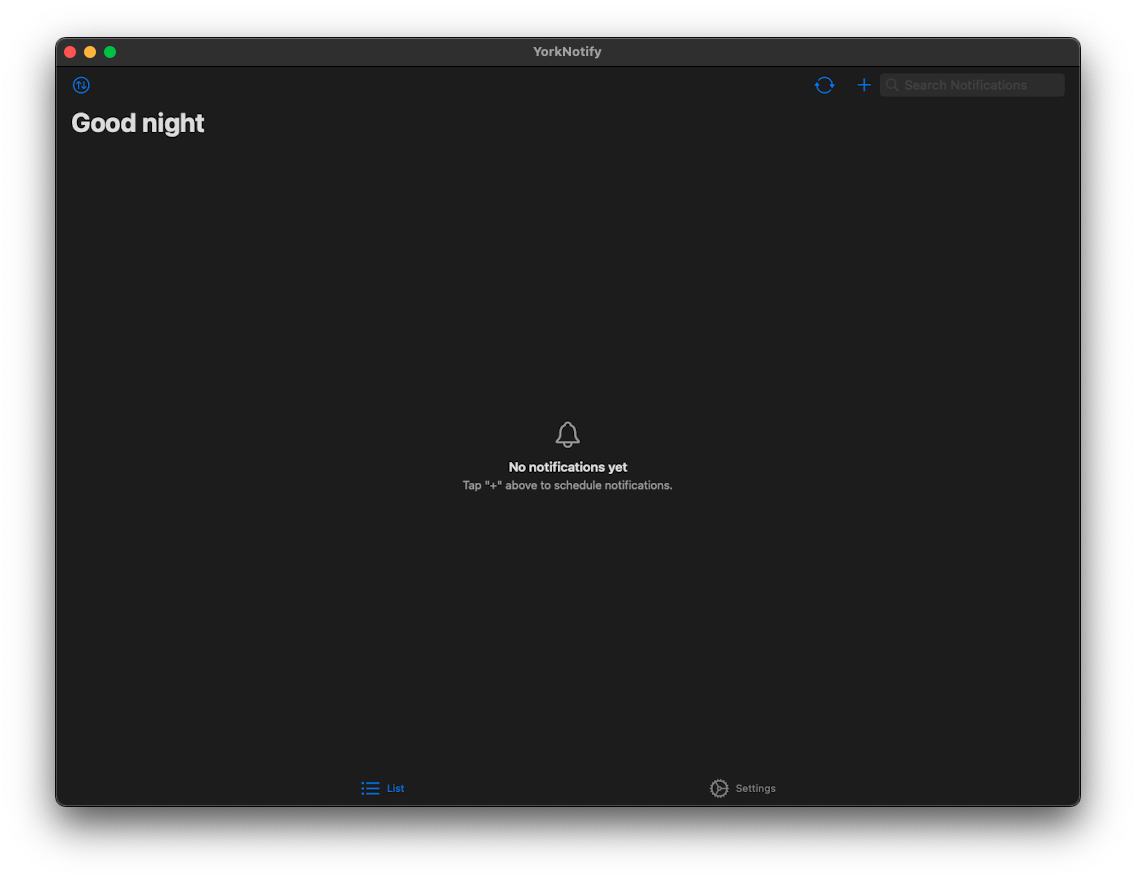 YorkNotify
Search Notifications
Good night
No notifications yet
Tap "+" above to schedule notifications.
List
Settings